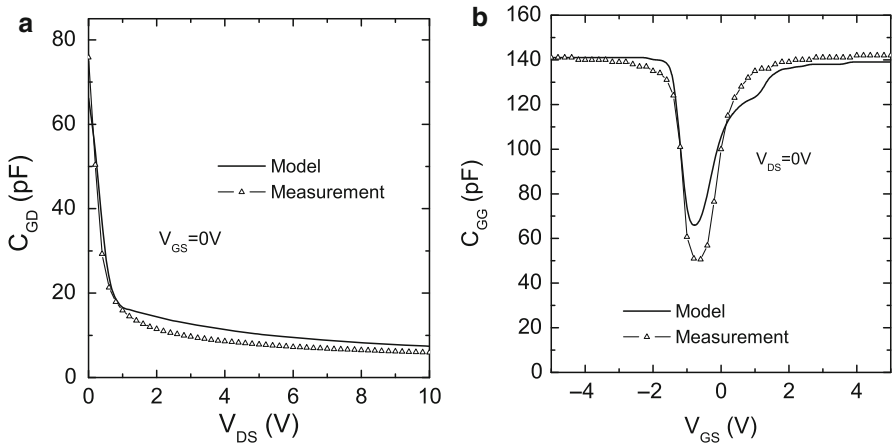 a
80
60
40
20
0
C_GD (pF)
Model
Measurement
V_GS=0V
0 2 4 6 8 10
V_DS (V)
b
160
140
120
100
80
60
40
20
0
C_GG (pF)
V_DS=0V
Model
Measurement
−4 −2 0 2 4
V_GS (V)